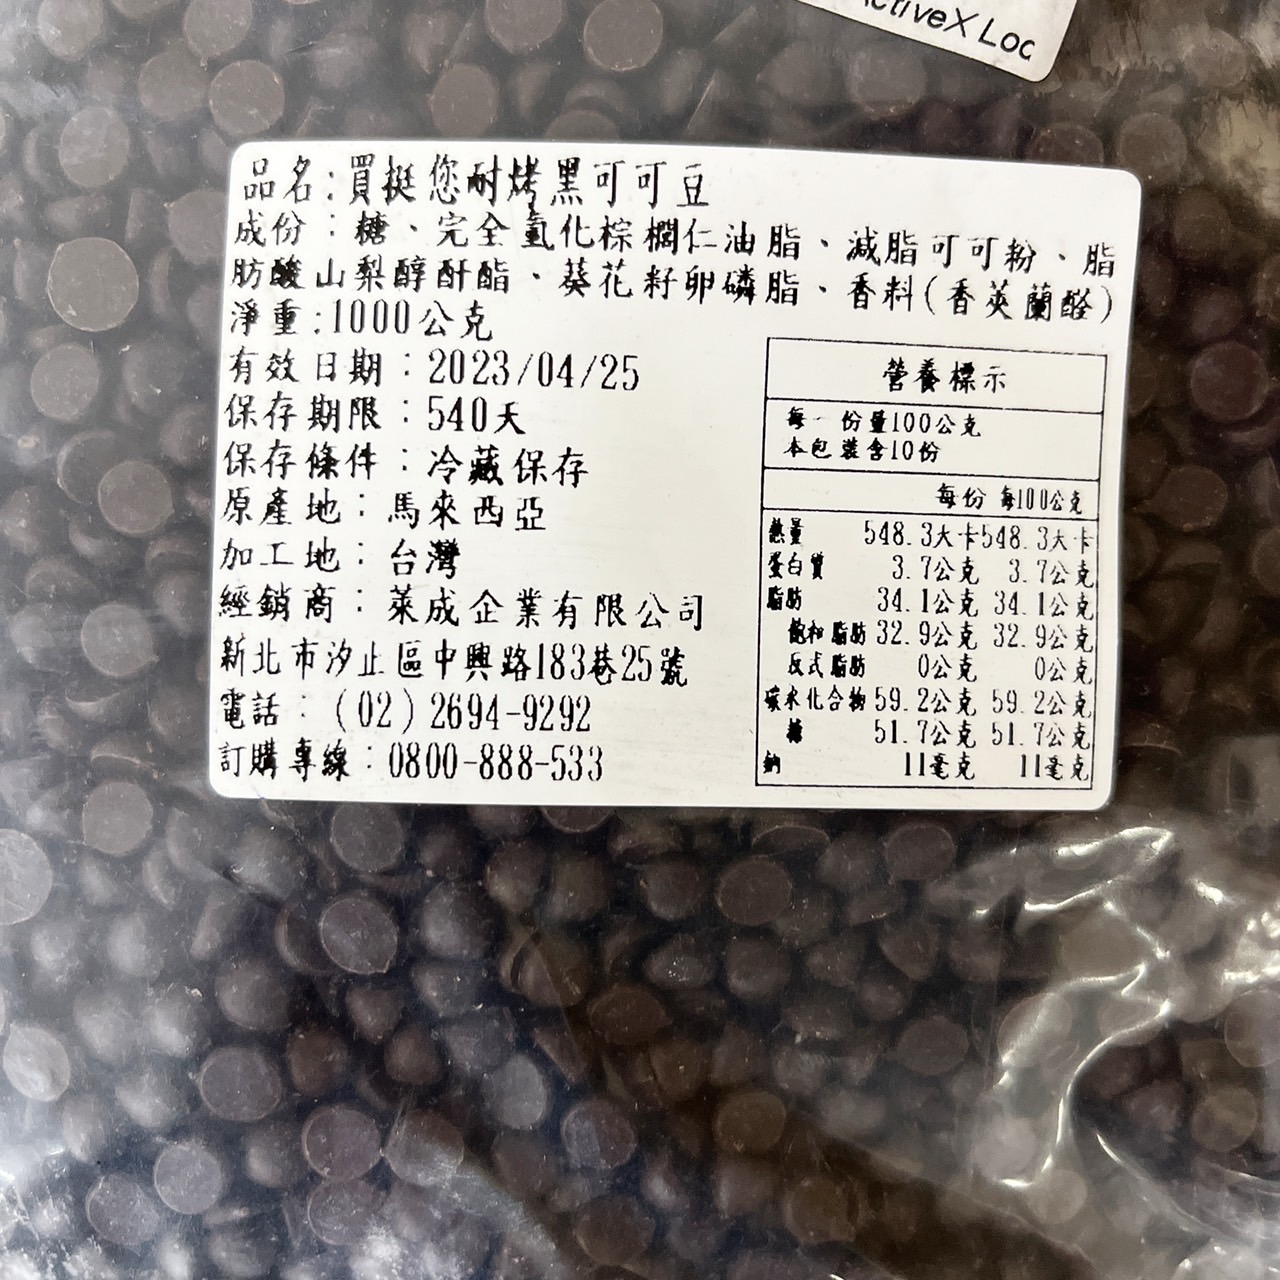 ctiveX Loc
品名:買挺您耐烤黑可可豆
成份：糖、完全氫化棕櫚仁油脂、減脂可可粉、脂
肪酸山梨醇酐酯、葵花籽卵磷脂、香料(香莢蘭醛)
淨重:1000公克
有效日期：2023/04/25
保存期限：540天
保存條件：冷藏保存
原產地：馬來西亞
加工地：台灣
經銷商：萊成企業有限公司
新北市汐止區中興路183巷25號
電話：(02)2694-9292
訂購專線：0800-888-533
營養標示
每一份量100公克
本包裝含10份
每份 每100公克
熱量 548.3大卡 548.3大卡
蛋白質 3.7公克 3.7公克
脂肪 34.1公克 34.1公克
飽和脂肪 32.9公克 32.9公克
反式脂肪 0公克 0公克
碳水化合物 59.2公克 59.2公克
糖 51.7公克 51.7公克
鈉 11毫克 11毫克